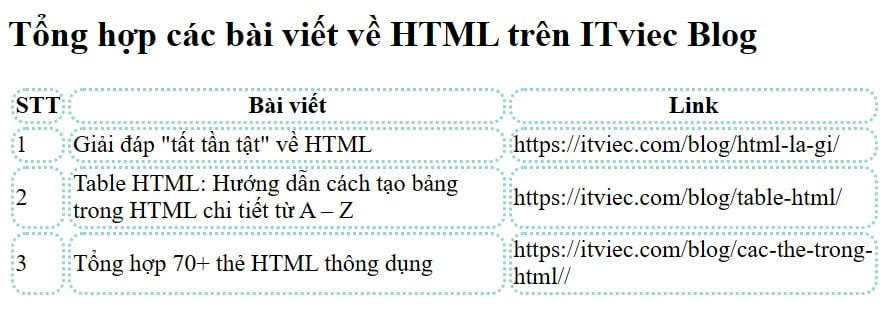 Tổng hợp các bài viết về HTML trên ITviec Blog
STT Bài viết Link
1 Giải đáp "tất tần tật" về HTML https://itviec.com/blog/html-la-gi/
2 Table HTML: Hướng dẫn cách tạo bảng
trong HTML chi tiết từ A – Z https://itviec.com/blog/table-html/
3 Tổng hợp 70+ thẻ HTML thông dụng https://itviec.com/blog/cac-the-trong-
html//